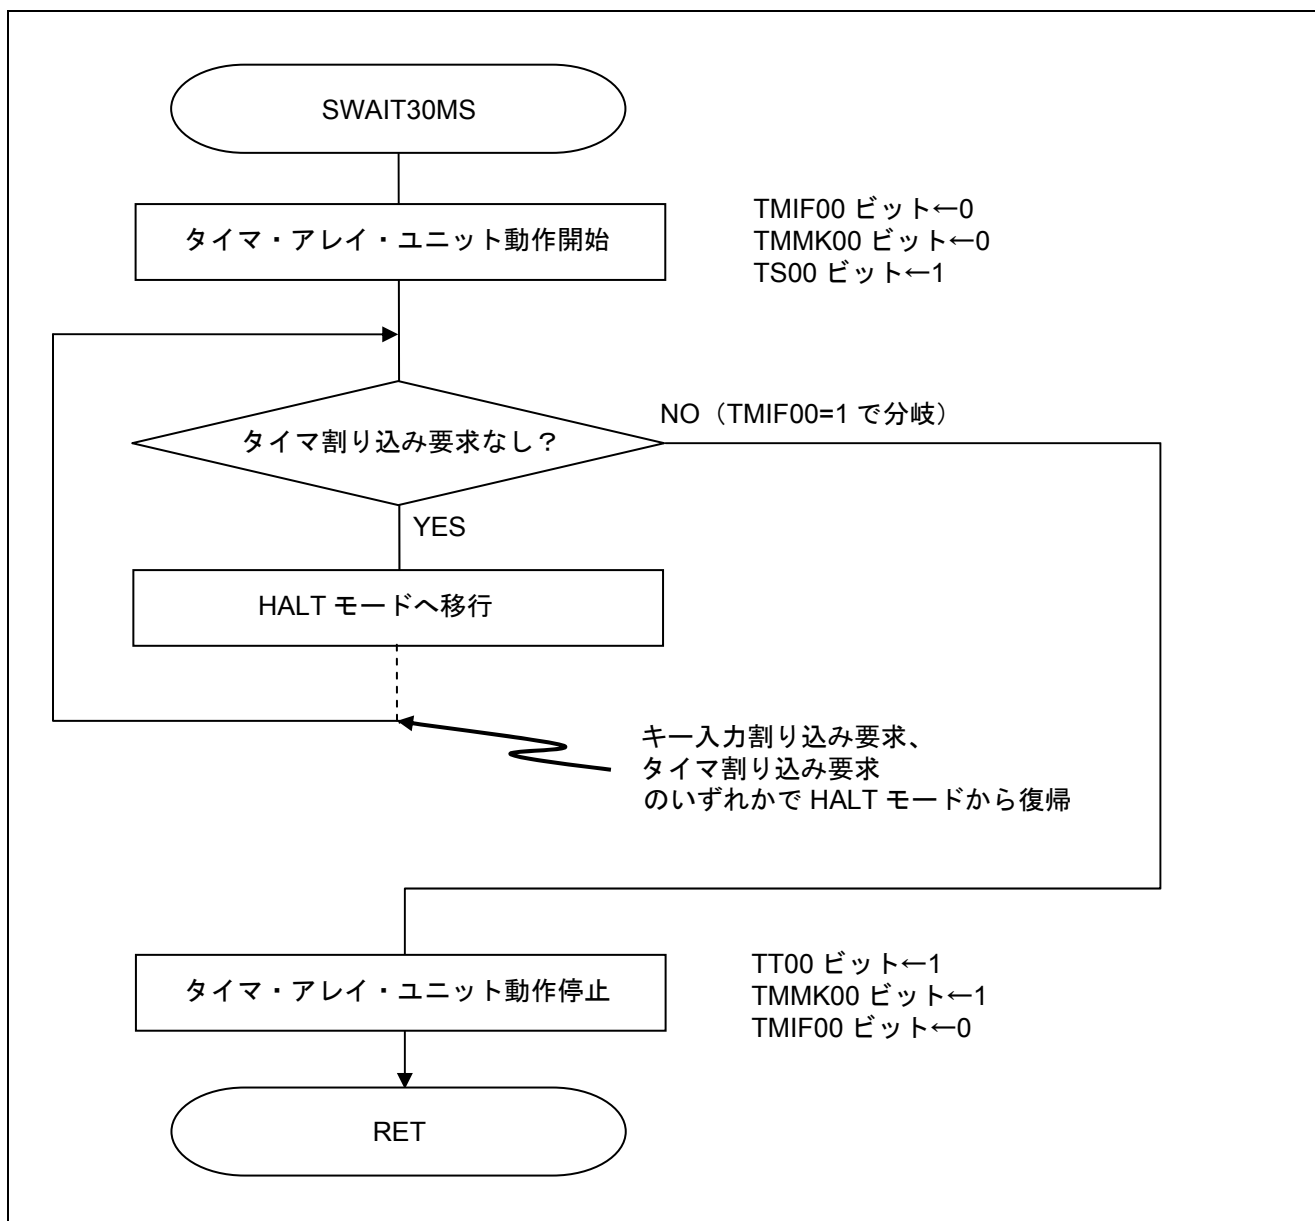 SWAIT30MS
タイマ・アレイ・ユニット動作開始
TMIF00 ビット←0
TMMK00 ビット←0
TS00 ビット←1
NO（TMIF00=1 で分岐）
タイマ割り込み要求なし？
YES
HALT モードへ移行
キー入力割り込み要求、
タイマ割り込み要求
のいずれかで HALT モードから復帰
タイマ・アレイ・ユニット動作停止
TT00 ビット←1
TMMK00 ビット←1
TMIF00 ビット←0
RET